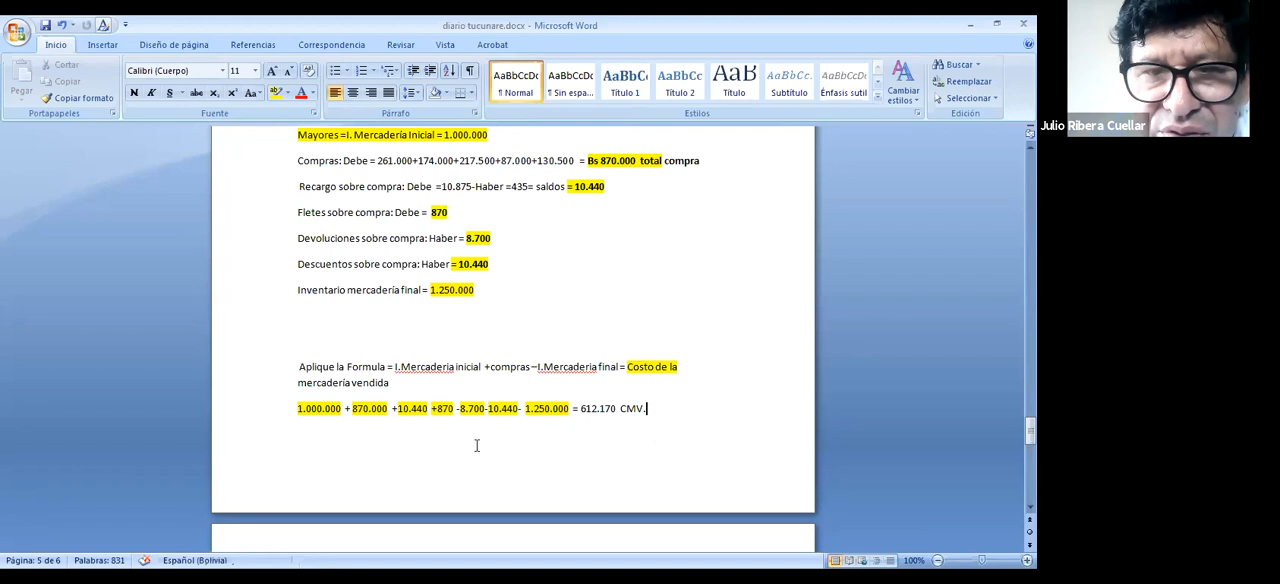 diario tucunare.docx - Microsoft Word
Inicio Insertar Diseño de página Referencias Correspondencia Revisar Vista Acrobat
Pegar
Cortar
Copiar
Copiar formato
Portapapeles
Calibri (Cuerpo) 11
N K S abc X₂ X² Aa
Fuente
Párrafo
AaBbCcDc AaBbCcDc AaBbC AaBbCc AaB AaBbCc. AaBbCcDc
¶ Normal ¶ Sin espa... Título 1 Título 2 Título Subtítulo Énfasis sutil
Cambiar
estilos
Estilos
Buscar
Reemplazar
Seleccionar
Edición
Julio Ribera Cuellar
Mayores =I. Mercadería Inicial = 1.000.000
Compras: Debe = 261.000+174.000+217.500+87.000+130.500 = Bs 870.000 total compra
Recargo sobre compra: Debe =10.875-Haber =435= saldos = 10.440
Fletes sobre compra: Debe = 870
Devoluciones sobre compra: Haber = 8.700
Descuentos sobre compra: Haber = 10.440
Inventario mercadería final = 1.250.000
Aplique la Formula = I.Mercaderia inicial +compras –I.Mercaderia final = Costo de la
mercadería vendida
1.000.000 + 870.000 +10.440 +870 -8.700-10.440- 1.250.000 = 612.170 CMV.
Página: 5 de 6 Palabras: 831 Español (Bolivia) 100%